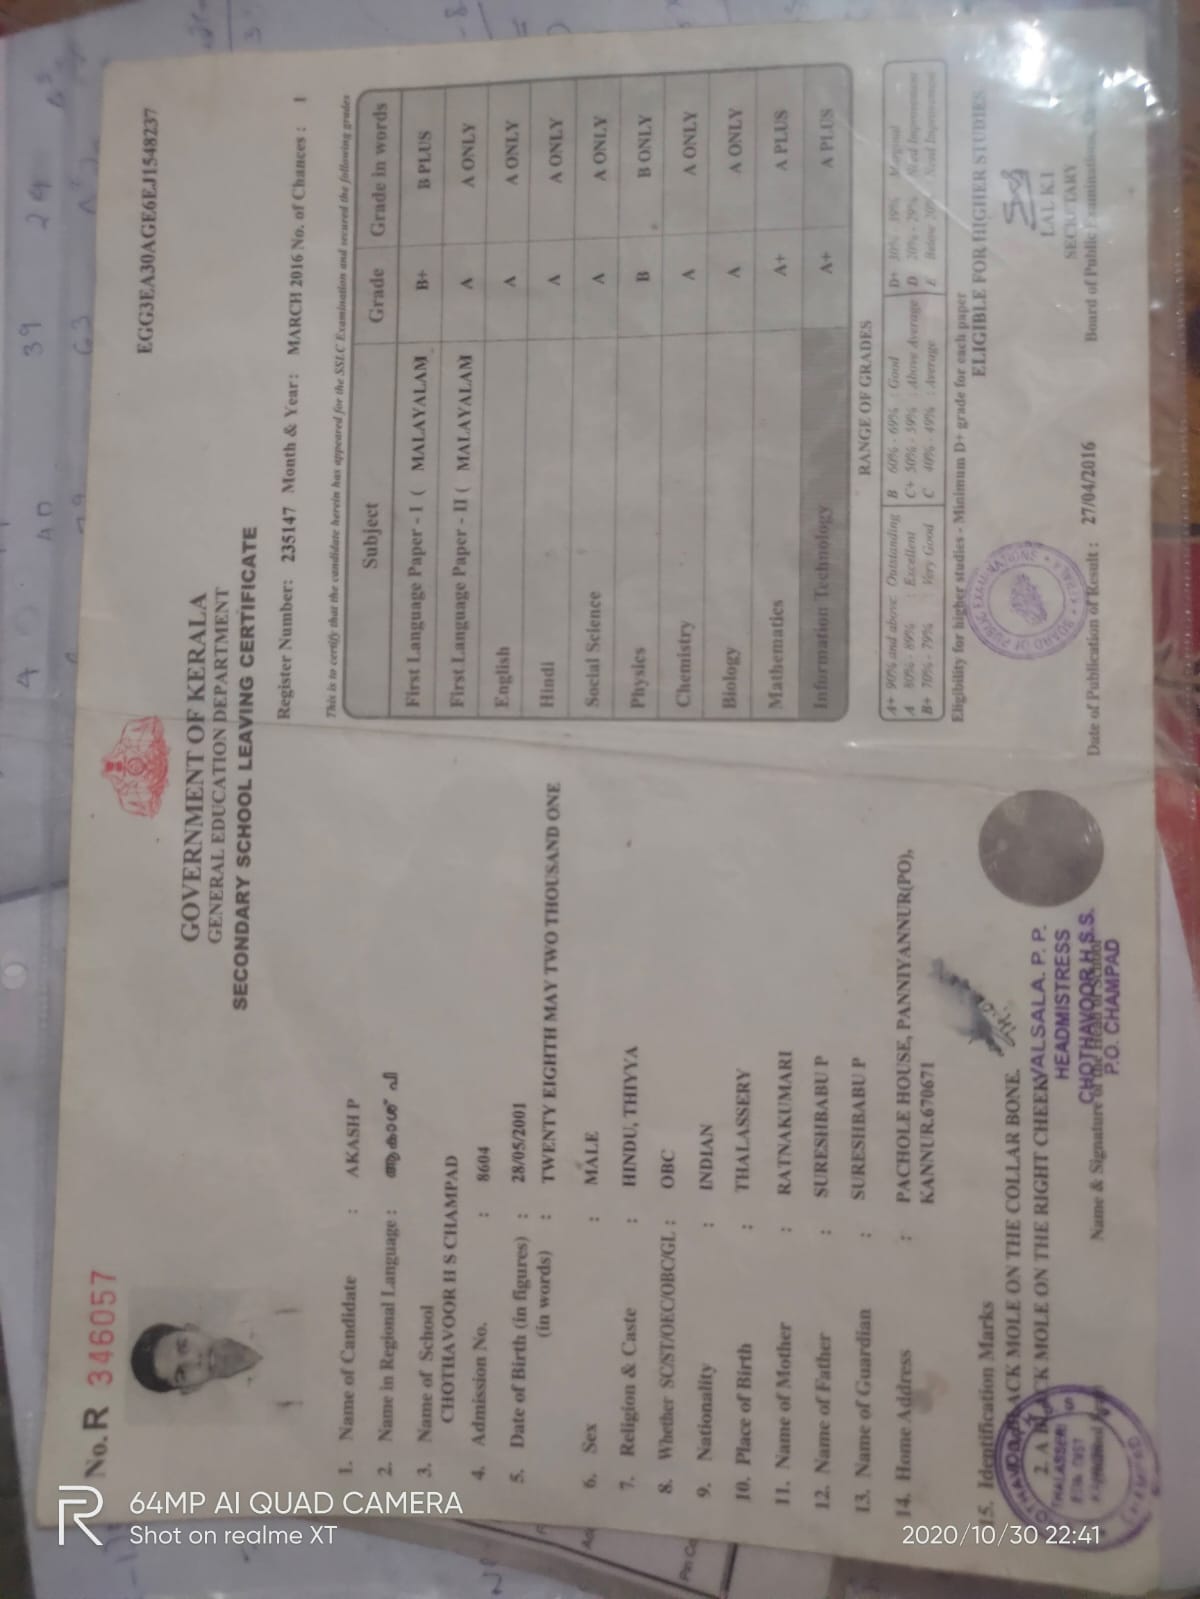 No. R 346057
EGG3EA30AGE6EJ1548237
GOVERNMENT OF KERALA
GENERAL EDUCATION DEPARTMENT
SECONDARY SCHOOL LEAVING CERTIFICATE
1. Name of Candidate : AKASH P
2. Name in Regional Language : ആകാശ് പി
3. Name of School
CHOTHAVOOR H S CHAMPAD
4. Admission No. : 8604
5. Date of Birth (in figures) : 28/05/2001
(in words) : TWENTY EIGHTH MAY TWO THOUSAND ONE
6. Sex : MALE
7. Religion & Caste : HINDU, THIYYA
8. Whether SC/ST/OEC/OBC/GL : OBC
9. Nationality : INDIAN
10. Place of Birth : THALASSERY
11. Name of Mother : RATNAKUMARI
12. Name of Father : SURESHBABU P
13. Name of Guardian : SURESHBABU P
14. Home Address : PACHOLE HOUSE, PANNIYANNUR(PO),
KANNUR.670671
15. Identification Marks
MOLE ON THE COLLAR BONE.
2. A MOLE ON THE RIGHT CHEEK
VALSALA. P. P.
HEADMISTRESS
CHOTHAVOOR H.S.S.
P.O. CHAMPAD
Name & Signature of the Head of School
Register Number: 235147 Month & Year: MARCH 2016 No. of Chances : 1
This is to certify that the candidate herein has appeared for the SSLC Examination and secured the following grades
Subject Grade Grade in words
First Language Paper - I ( MALAYALAM B+ B PLUS
First Language Paper - II ( MALAYALAM A A ONLY
English A A ONLY
Hindi A A ONLY
Social Science A A ONLY
Physics B B ONLY
Chemistry A A ONLY
Biology A A ONLY
Mathematics A+ A PLUS
Information Technology A+ A PLUS
RANGE OF GRADES
A+ 90% and above: Outstanding B 60% - 69% : Good D+ 30% - 39% Marginal
A 80% - 89% : Excellent C+ 50% - 59% : Above Average D 20% - 29% Need Improvement
B+ 70% - 79% : Very Good C 40% - 49% : Average E Below 20% Need Improvement
Eligibility for higher studies - Minimum D+ grade for each paper
ELIGIBLE FOR HIGHER STUDIES
LAL K.I
SECRETARY
Date of Publication of Result : 27/04/2016 Board of Public Examinations,
64MP AI QUAD CAMERA
Shot on realme XT
2020/10/30 22:41